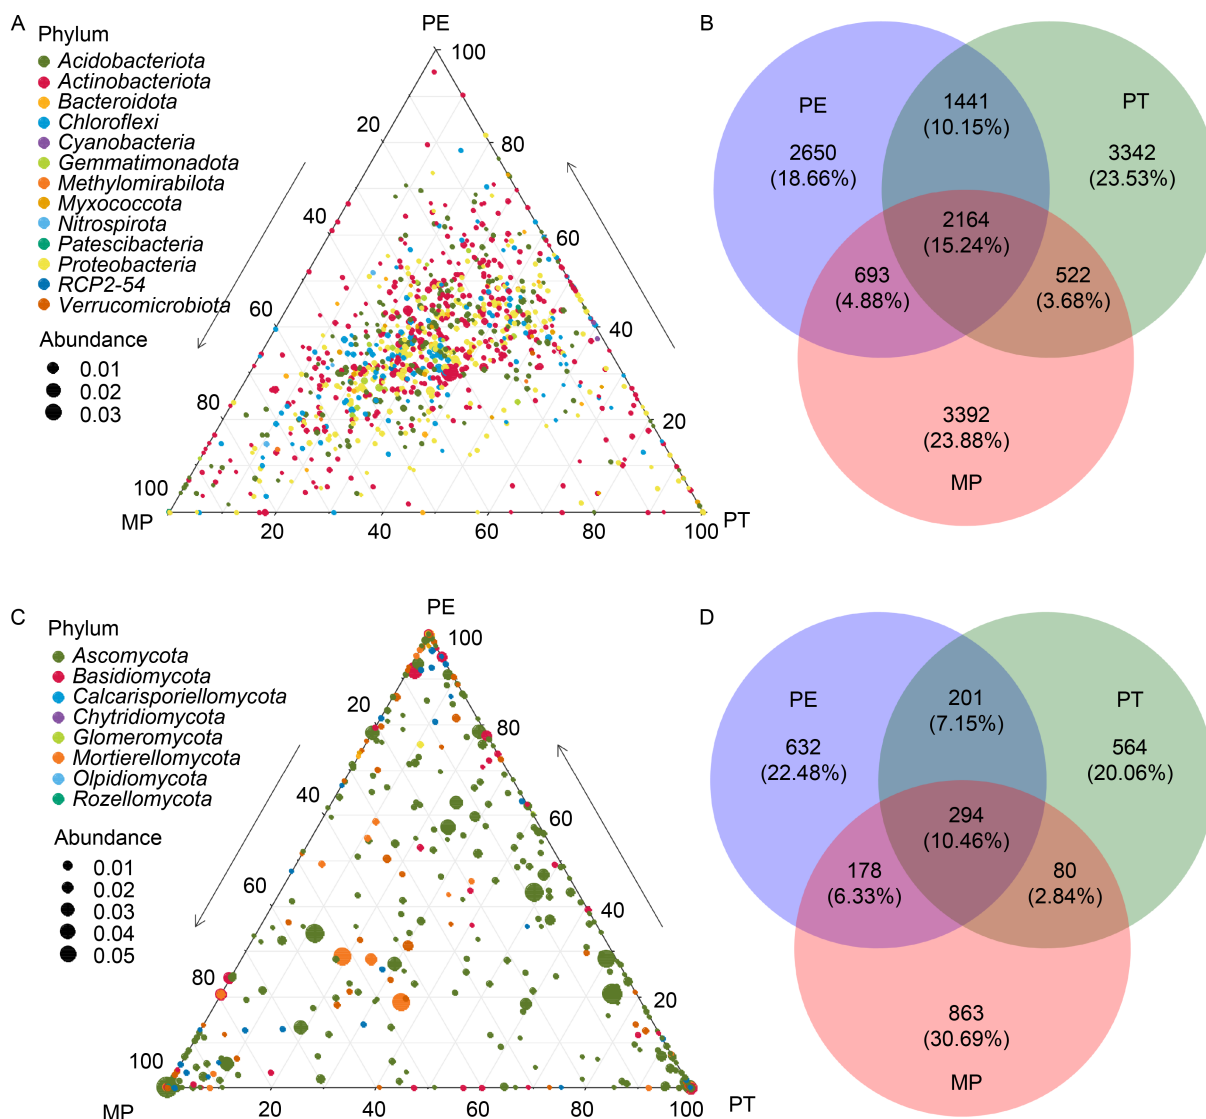 A
Phylum
Acidobacteriota
Actinobacteriota
Bacteroidota
Chloroflexi
Cyanobacteria
Gemmatimonadota
Methylomirabilota
Myxococcota
Nitrospirota
Patescibacteria
Proteobacteria
RCP2-54
Verrucomicrobiota
Abundance
0.01
0.02
0.03
PE
100
20
80
40
60
60
40
80
20
100
MP
20
40
60
80
100
PT
B
PE
2650
(18.66%)
1441
(10.15%)
PT
3342
(23.53%)
2164
(15.24%)
693
(4.88%)
522
(3.68%)
3392
(23.88%)
MP
C
Phylum
Ascomycota
Basidiomycota
Calcarisporiellomycota
Chytridiomycota
Glomeromycota
Mortierellomycota
Olpidiomycota
Rozellomycota
Abundance
0.01
0.02
0.03
0.04
0.05
PE
100
20
80
40
60
60
40
80
20
100
MP
20
40
60
80
100
PT
D
PE
632
(22.48%)
201
(7.15%)
PT
564
(20.06%)
294
(10.46%)
178
(6.33%)
80
(2.84%)
863
(30.69%)
MP